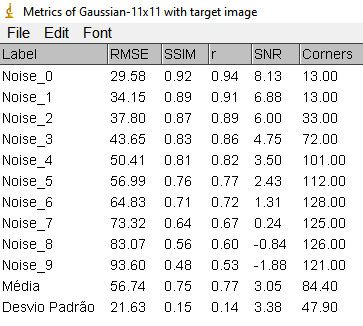 Metrics of Gaussian-11x11 with target image
File Edit Font
Label RMSE SSIM r SNR Corners
Noise_0 29.58 0.92 0.94 8.13 13.00
Noise_1 34.15 0.89 0.91 6.88 13.00
Noise_2 37.80 0.87 0.89 6.00 33.00
Noise_3 43.65 0.83 0.86 4.75 72.00
Noise_4 50.41 0.81 0.82 3.50 101.00
Noise_5 56.99 0.76 0.77 2.43 112.00
Noise_6 64.83 0.71 0.72 1.31 128.00
Noise_7 73.32 0.64 0.67 0.24 125.00
Noise_8 83.07 0.56 0.60 -0.84 126.00
Noise_9 93.60 0.48 0.53 -1.88 121.00
Média 56.74 0.75 0.77 3.05 84.40
Desvio Padrão 21.63 0.15 0.14 3.38 47.90